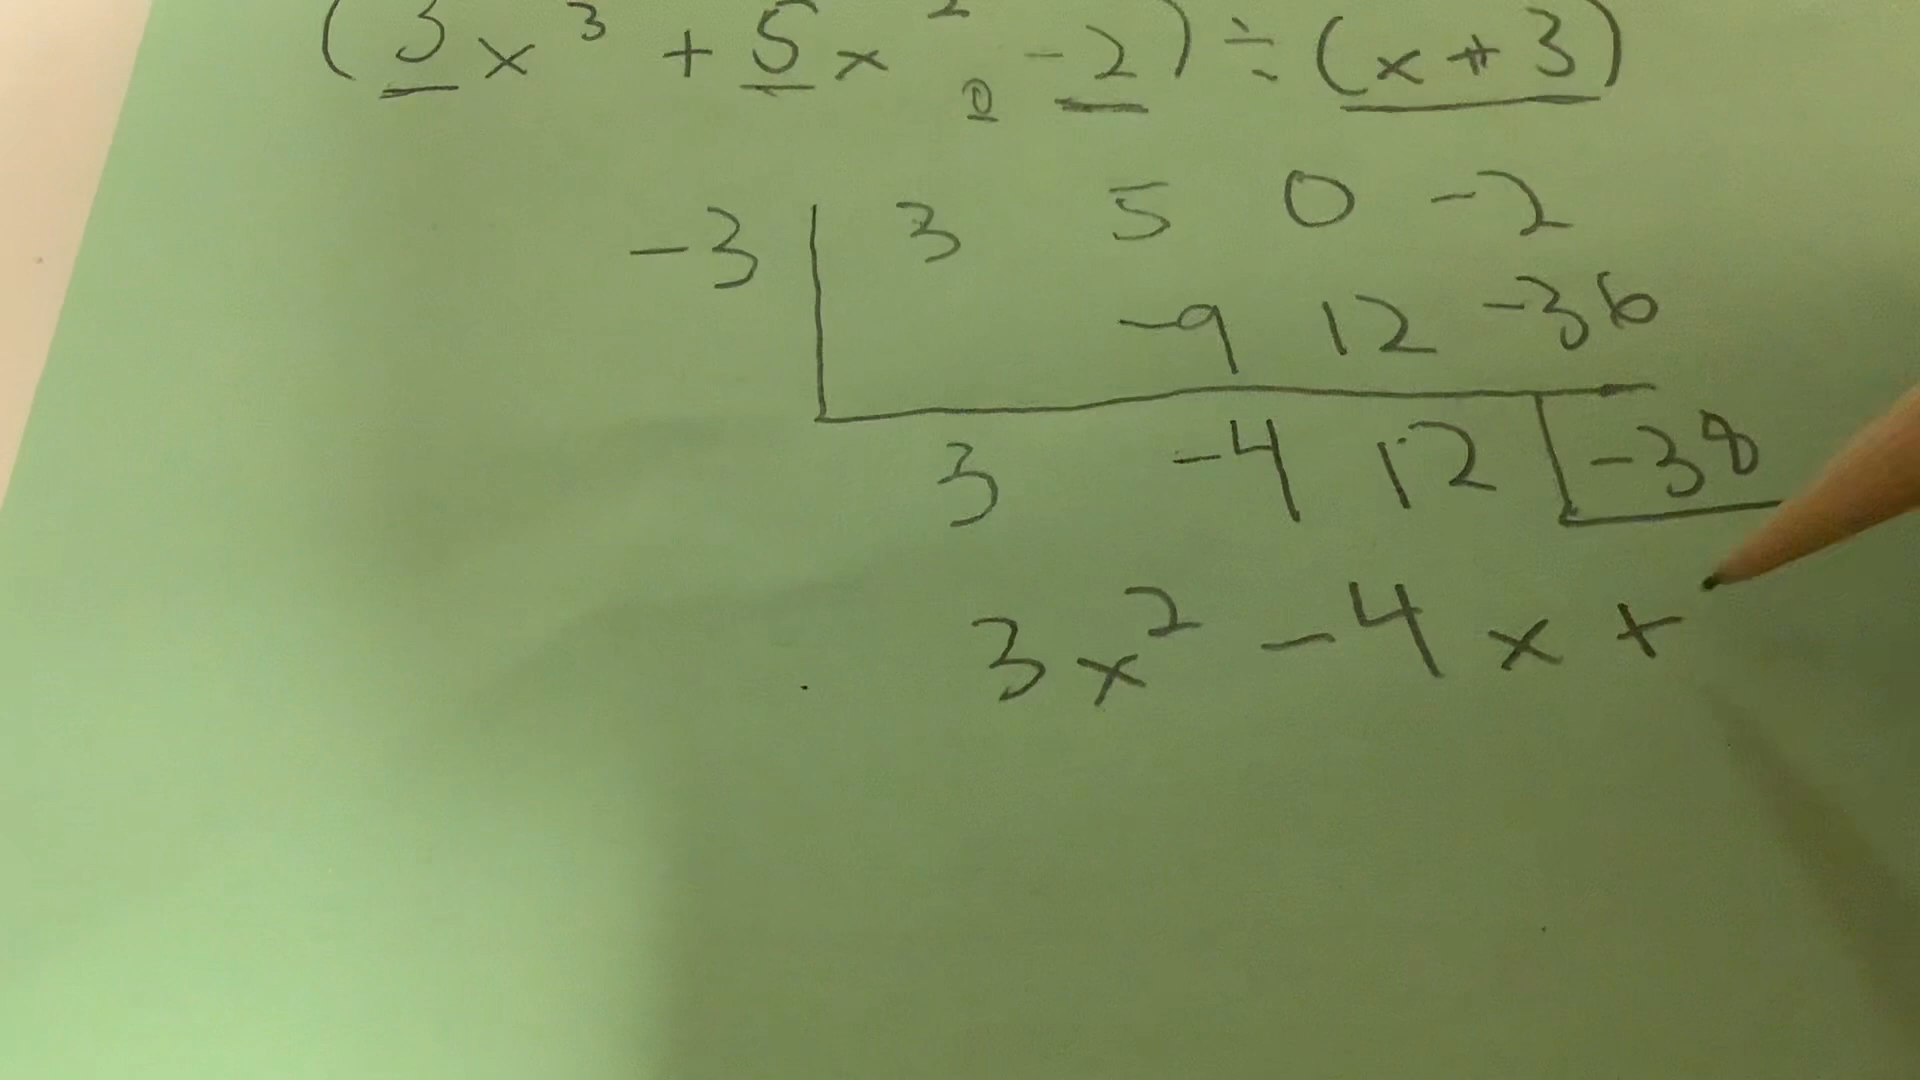 (3x³ + 5x² - 2) ÷ (x + 3)
0
-3 | 3 5 0 -2
-9 12 -36
3 -4 12 | -38
3x² - 4x +